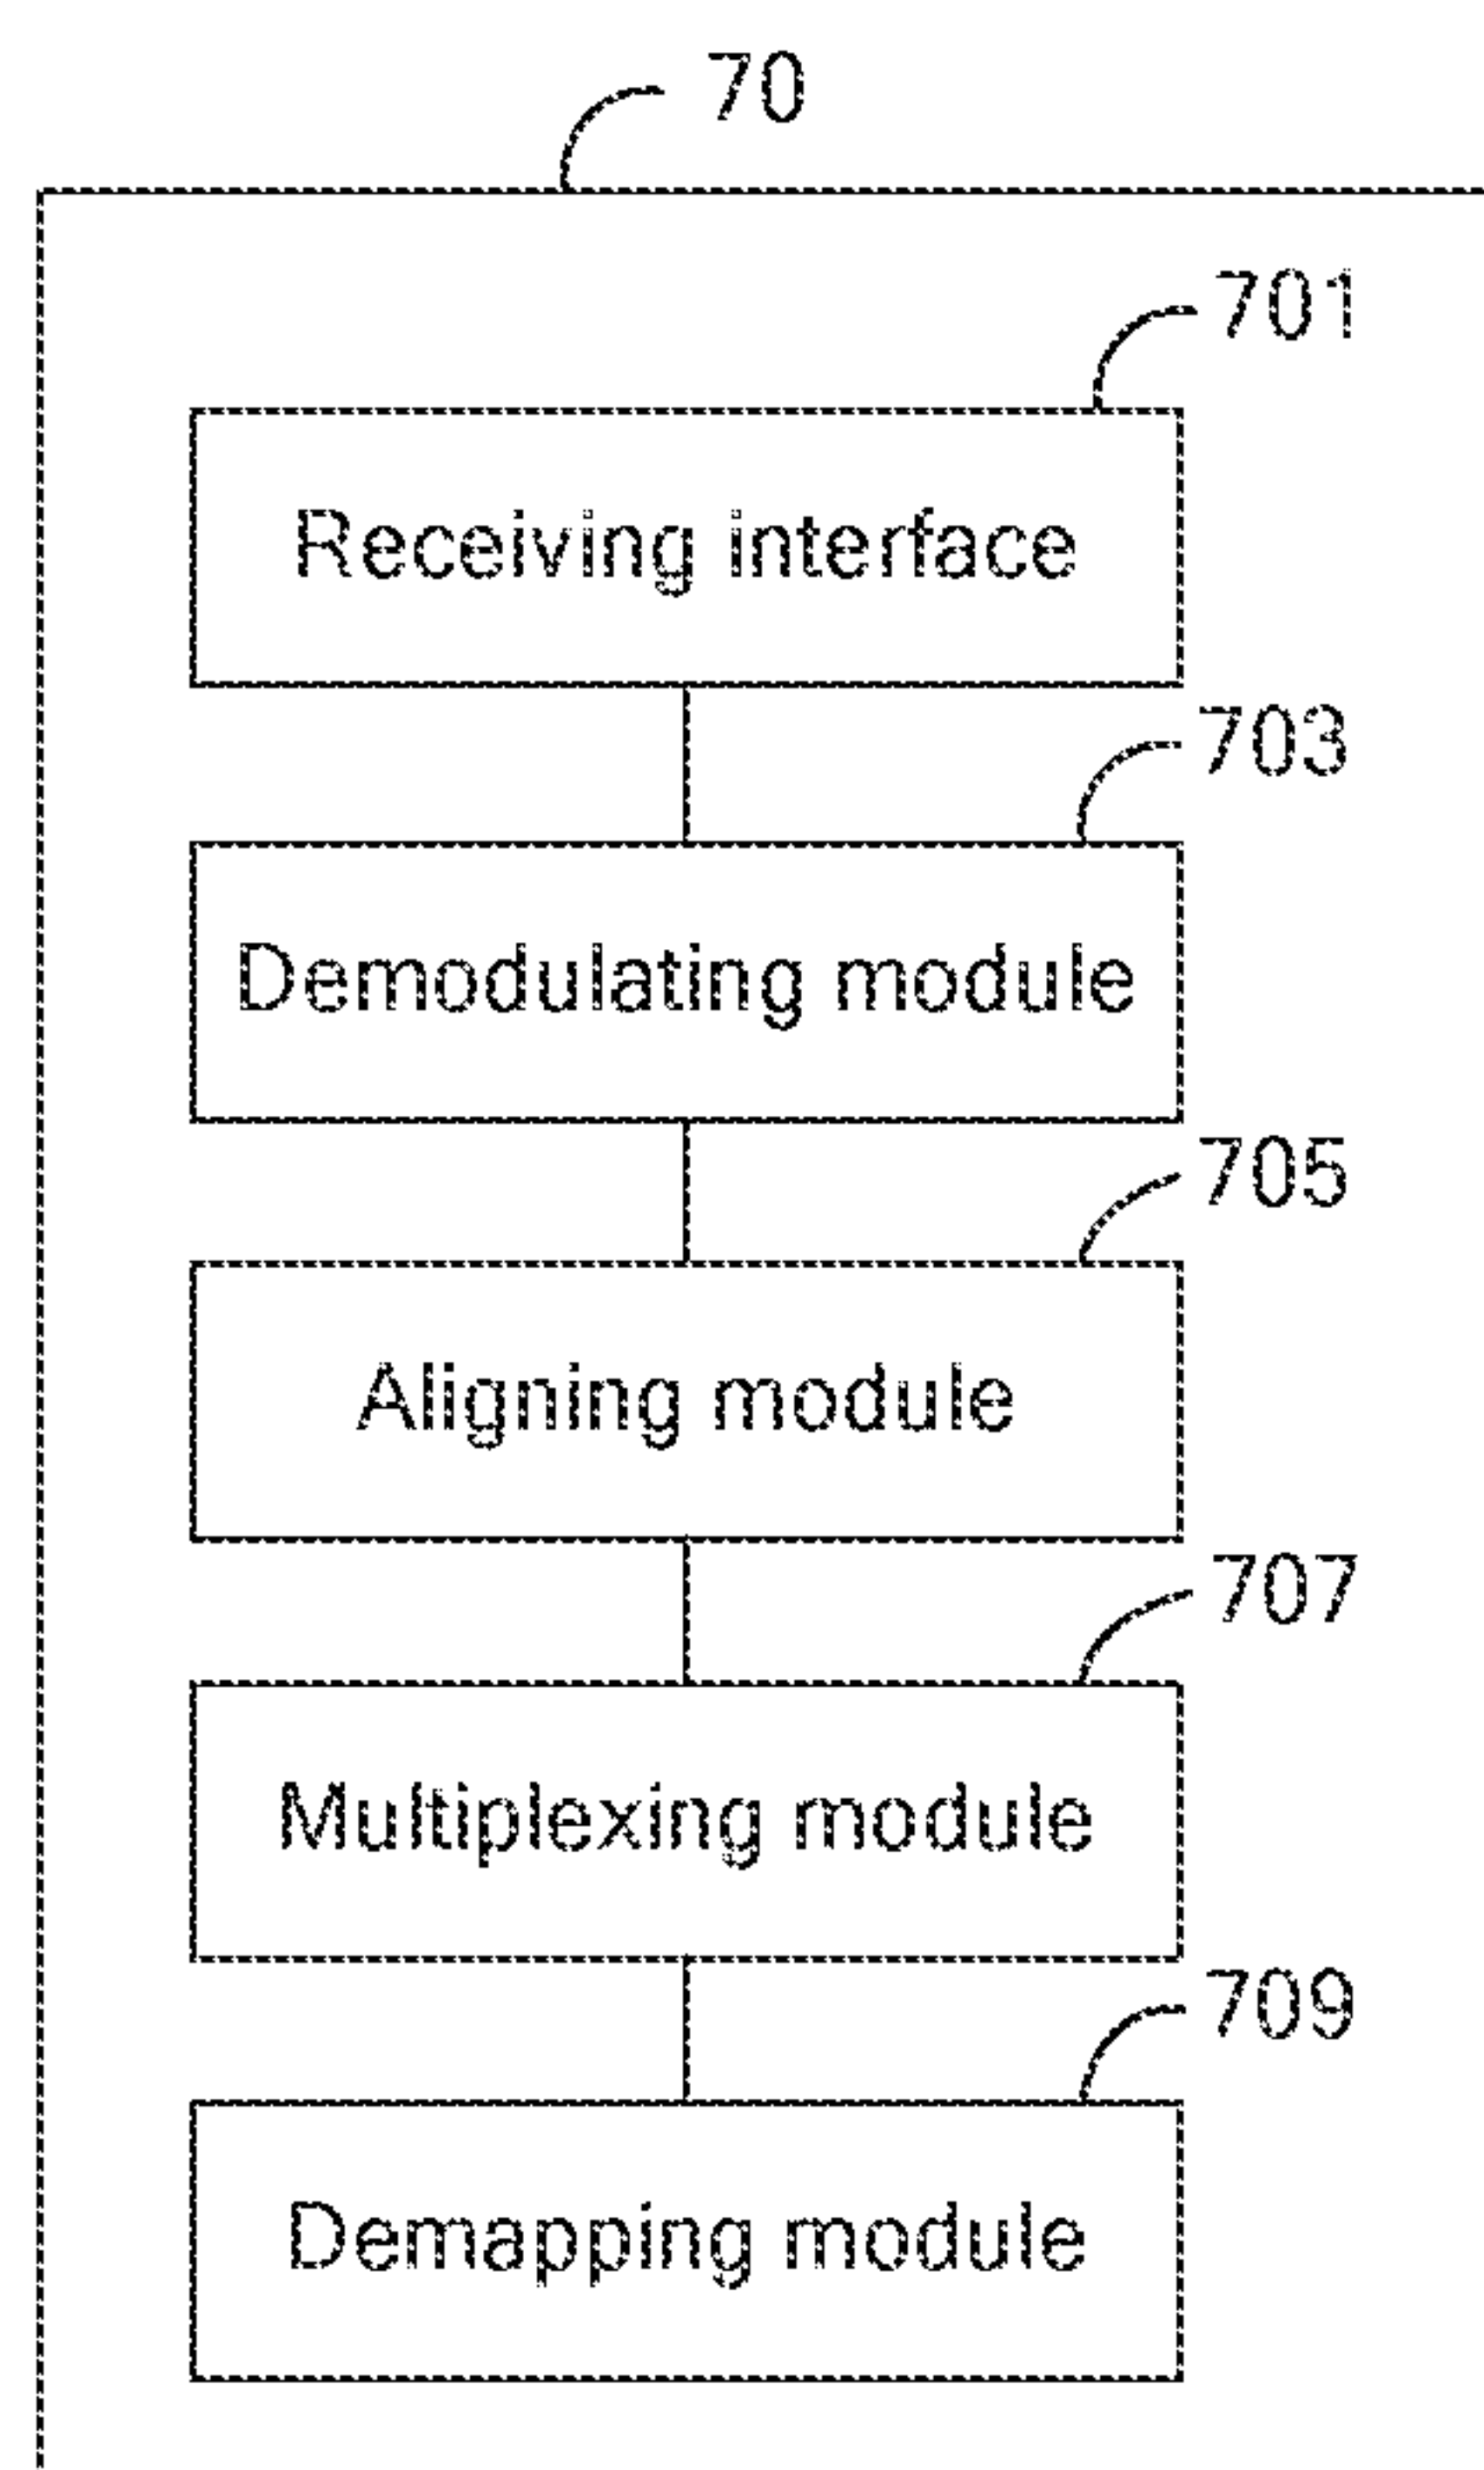 70
701
Receiving interface
703
Demodulating module
705
Aligning module
707
Multiplexing module
709
Demapping module